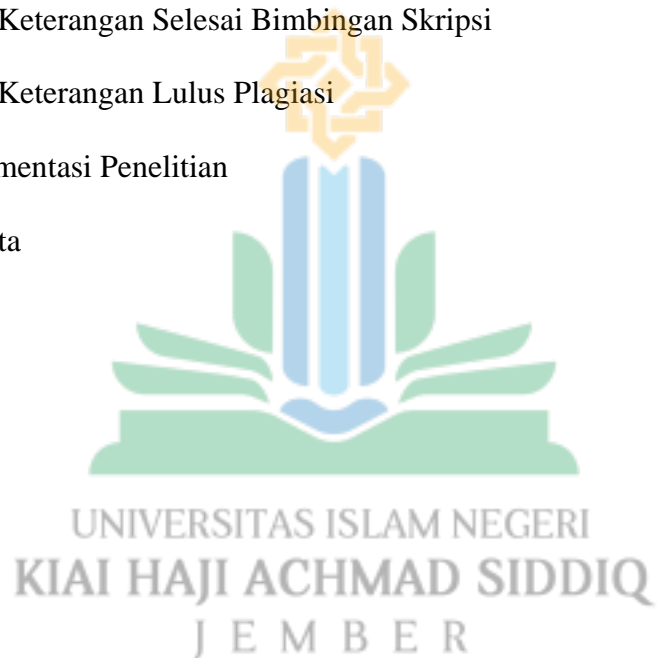 Keterangan Selesai Bimbingan Skripsi
Keterangan Lulus Plagiasi
mentasi Penelitian
ta
UNIVERSITAS ISLAM NEGERI
KIAI HAJI ACHMAD SIDDIQ
J E M B E R